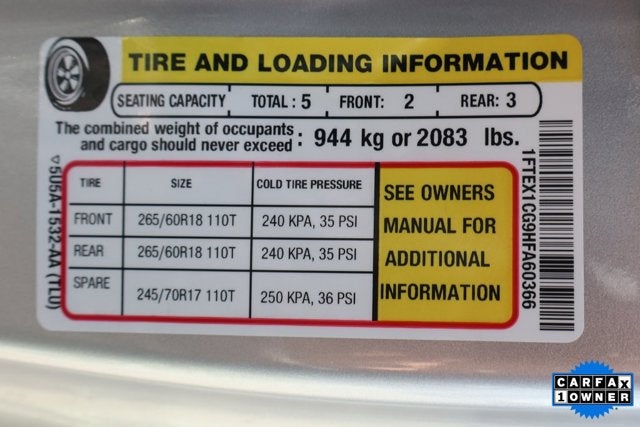 TIRE AND LOADING INFORMATION
SEATING CAPACITY TOTAL : 5 FRONT: 2 REAR: 3
The combined weight of occupants
and cargo should never exceed : 944 kg or 2083 lbs.
TIRE SIZE COLD TIRE PRESSURE
FRONT 265/60R18 110T 240 KPA, 35 PSI
REAR 265/60R18 110T 240 KPA, 35 PSI
SPARE 245/70R17 110T 250 KPA, 36 PSI
SEE OWNERS
MANUAL FOR
ADDITIONAL
INFORMATION
1FTEX1CG9HFA60366
▽5U5A-1532-AA (TLU)
CARFAX
1 OWNER